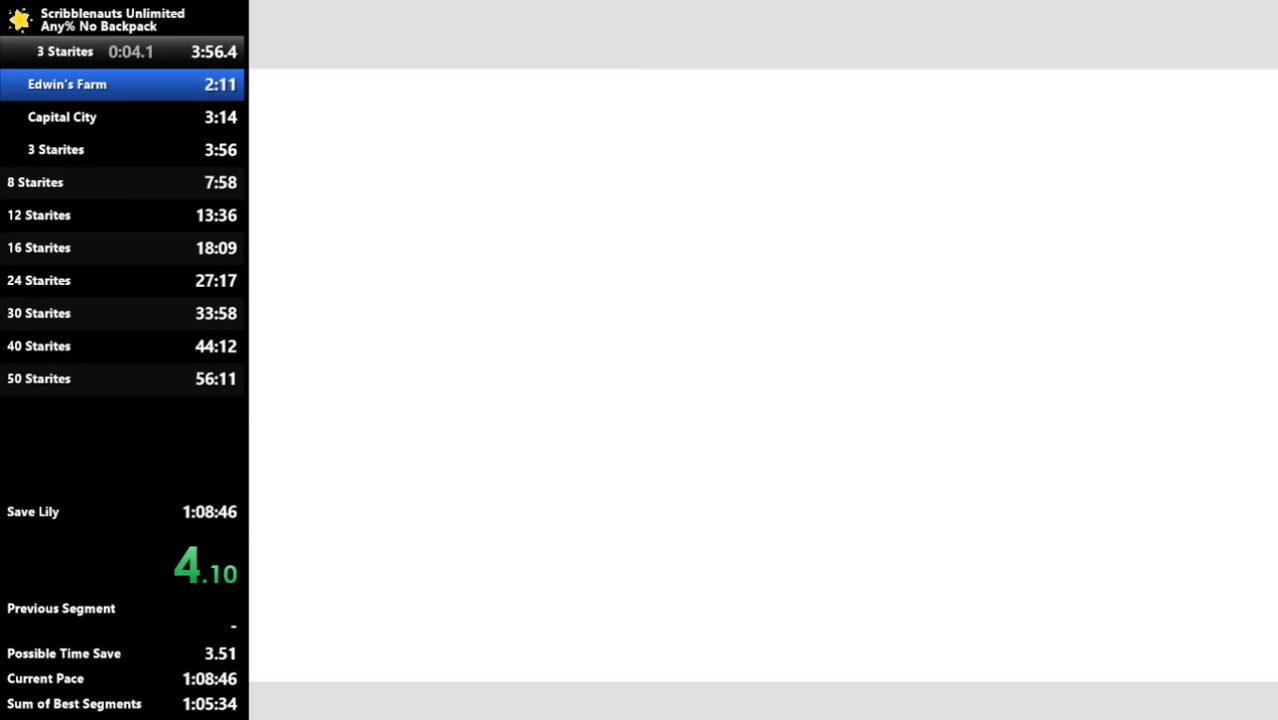 Scribblenauts Unlimited
Any% No Backpack
3 Starites 0:04.1 3:56.4
Edwin's Farm 2:11
Capital City 3:14
3 Starites 3:56
8 Starites 7:58
12 Starites 13:36
16 Starites 18:09
24 Starites 27:17
30 Starites 33:58
40 Starites 44:12
50 Starites 56:11
Save Lily 1:08:46
4.10
Previous Segment
-
Possible Time Save 3.51
Current Pace 1:08:46
Sum of Best Segments 1:05:34